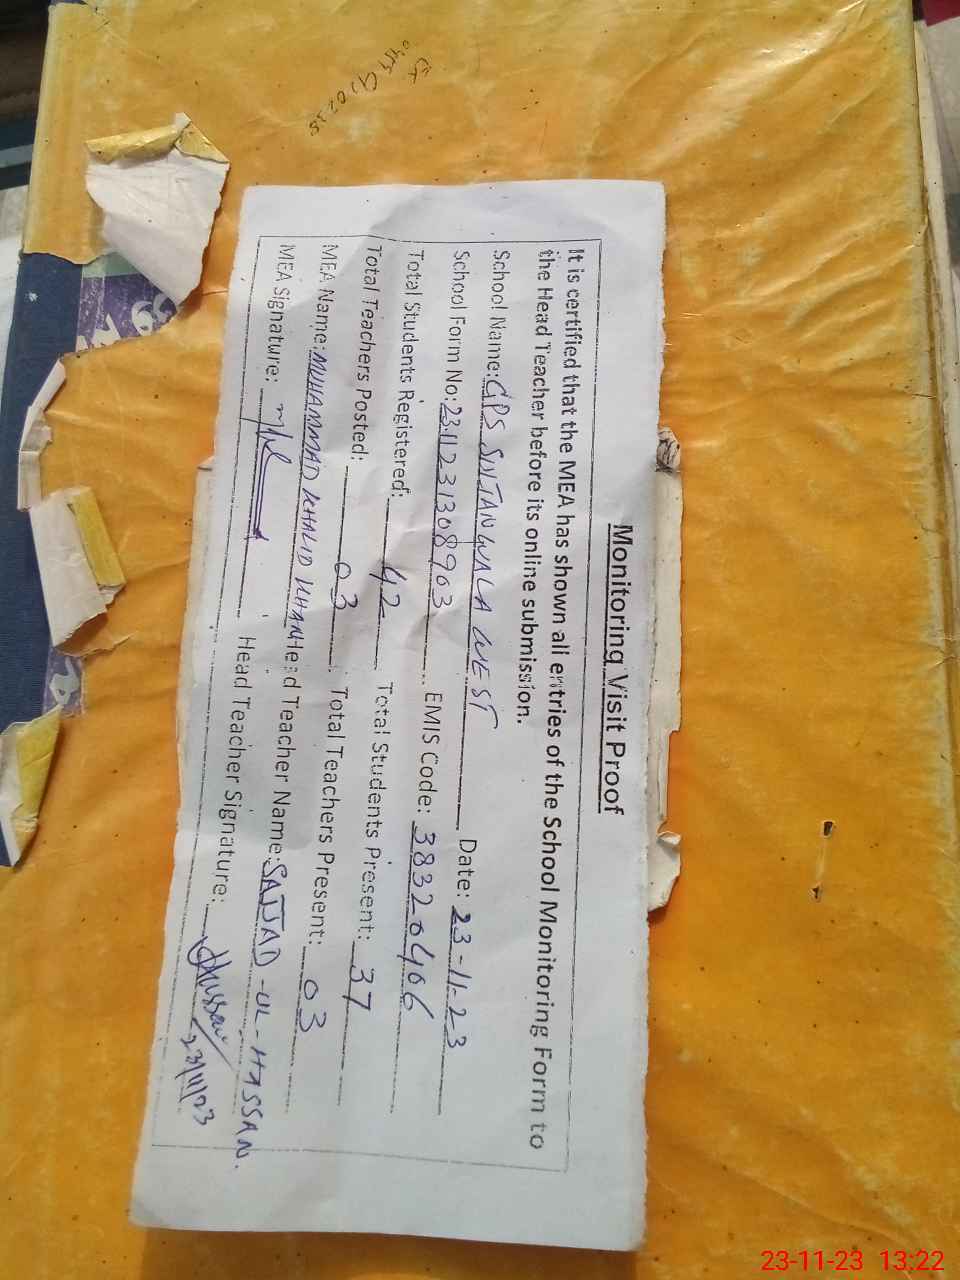 Monitoring Visit Proof
It is certified that the MEA has shown all entries of the School Monitoring Form to
the Head Teacher before its online submission.
School Name: GPS SUJANWALA WEST Date: 23-11-23
School Form No: 2311231308903 EMIS Code: 38320406
Total Students Registered: 42 Total Students Present: 37
Total Teachers Posted: 03 Total Teachers Present: 03
MEA Name: MUHAMMAD KHALID KHAN Head Teacher Name: SAJJAD-UL-HASSAN.
MEA Signature: Head Teacher Signature:
23/11/23
23-11-23 13:22